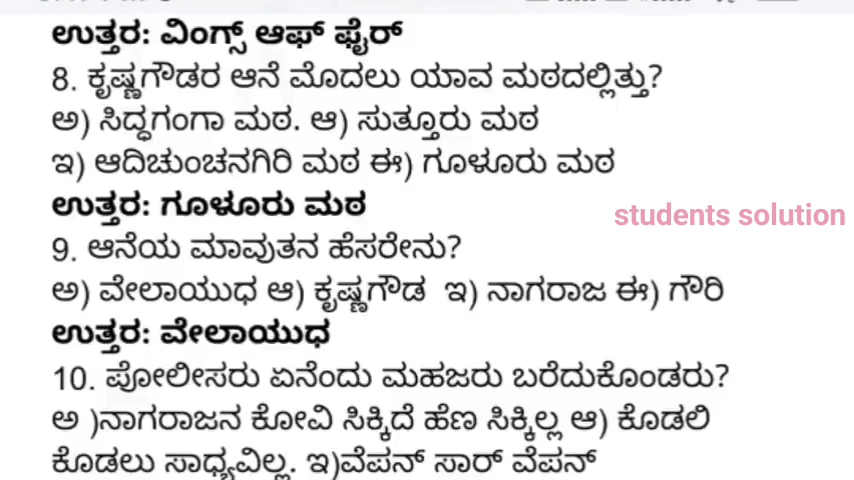 ಉತ್ತರ: ವಿಂಗ್ಸ್ ಆಫ್ ಫೈರ್
8. ಕೃಷ್ಣಗೌಡರ ಆನೆ ಮೊದಲು ಯಾವ ಮಠದಲ್ಲಿತ್ತು?
ಅ) ಸಿದ್ಧಗಂಗಾ ಮಠ. ಆ) ಸುತ್ತೂರು ಮಠ
ಇ) ಆದಿಚುಂಚನಗಿರಿ ಮಠ ಈ) ಗೂಳೂರು ಮಠ
ಉತ್ತರ: ಗೂಳೂರು ಮಠ
students solution
9. ಆನೆಯ ಮಾವುತನ ಹೆಸರೇನು?
ಅ) ವೇಲಾಯುಧ ಆ) ಕೃಷ್ಣಗೌಡ ಇ) ನಾಗರಾಜ ಈ) ಗೌರಿ
ಉತ್ತರ: ವೇಲಾಯುಧ
10. ಪೋಲೀಸರು ಏನೆಂದು ಮಹಜರು ಬರೆದುಕೊಂಡರು?
ಅ )ನಾಗರಾಜನ ಕೋವಿ ಸಿಕ್ಕಿದೆ ಹೆಣ ಸಿಕ್ಕಿಲ್ಲ ಆ) ಕೊಡಲಿ
ಕೊಡಲು ಸಾಧ್ಯವಿಲ್ಲ. ಇ)ವೆಪನ್ ಸಾರ್ ವೆಪನ್